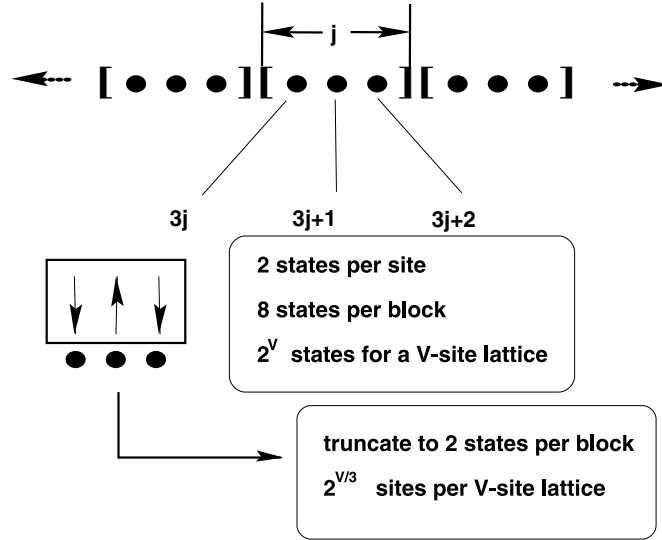 j
3j 3j+1 3j+2
2 states per site
8 states per block
2^V states for a V-site lattice
truncate to 2 states per block
2^V/3 sites per V-site lattice